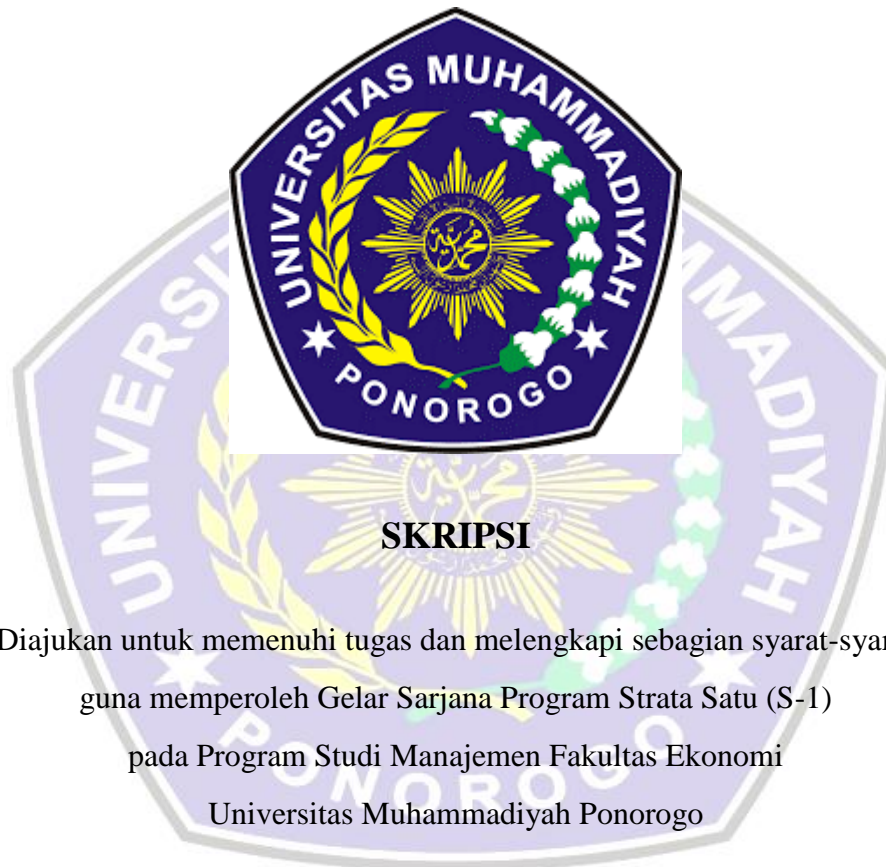 UNIVERSITAS MUHAMMADIYAH
محمدية
PONOROGO
SKRIPSI
Diajukan untuk memenuhi tugas dan melengkapi sebagian syarat-syar
guna memperoleh Gelar Sarjana Program Strata Satu (S-1)
pada Program Studi Manajemen Fakultas Ekonomi
Universitas Muhammadiyah Ponorogo